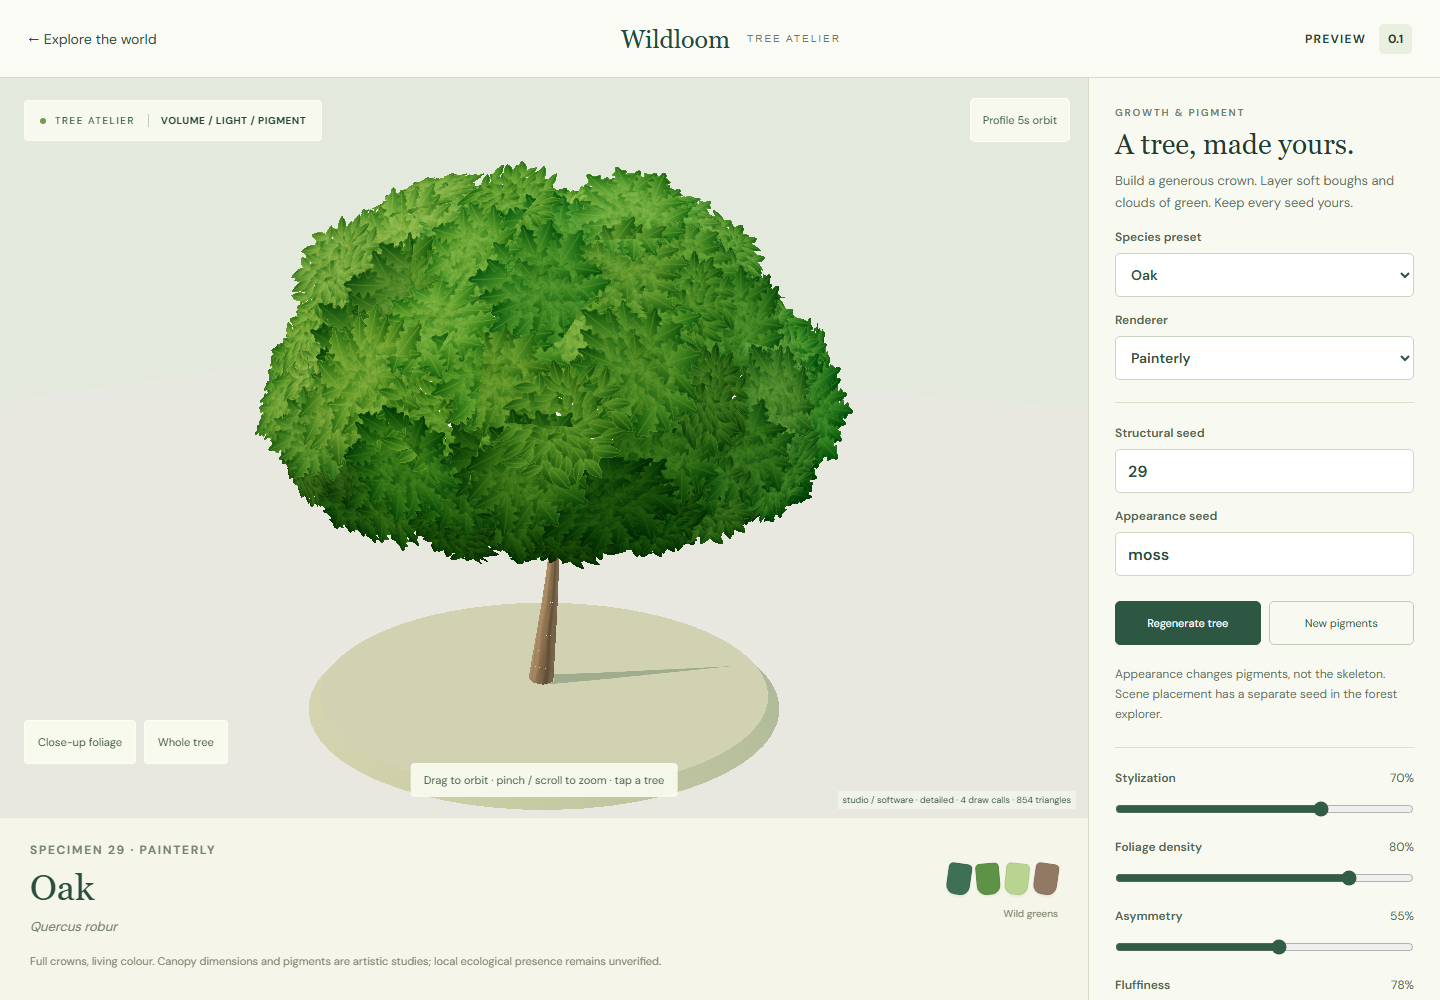 ← Explore the world
Wildloom TREE ATELIER
PREVIEW 0.1
TREE ATELIER VOLUME / LIGHT / PIGMENT
Profile 5s orbit
Close-up foliage
Whole tree
Drag to orbit · pinch / scroll to zoom · tap a tree
studio / software · detailed · 4 draw calls · 854 triangles
SPECIMEN 29 · PAINTERLY
Oak
Quercus robur
Full crowns, living colour. Canopy dimensions and pigments are artistic studies; local ecological presence remains unverified.
Wild greens
GROWTH & PIGMENT
A tree, made yours.
Build a generous crown. Layer soft boughs and
clouds of green. Keep every seed yours.
Species preset
Oak
Renderer
Painterly
Structural seed
29
Appearance seed
moss
Regenerate tree
New pigments
Appearance changes pigments, not the skeleton.
Scene placement has a separate seed in the forest
explorer.
Stylization 70%
Foliage density 80%
Asymmetry 55%
Fluffiness 78%